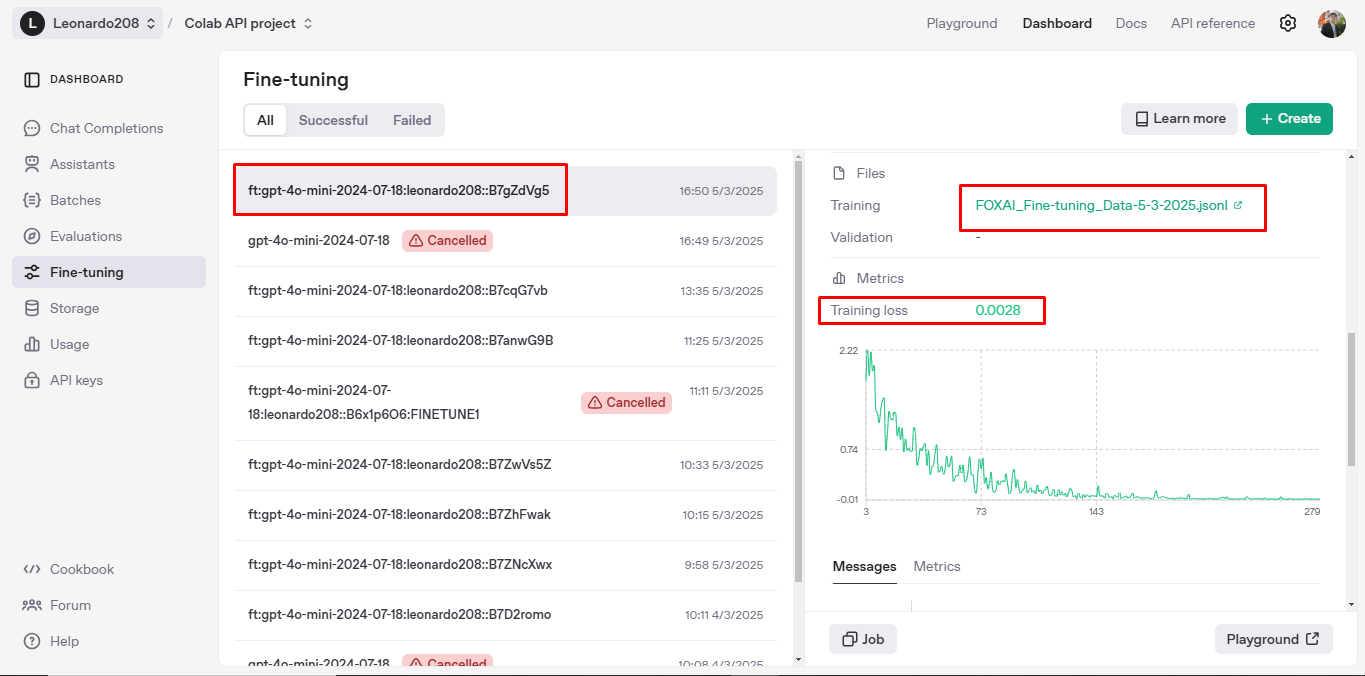 L Leonardo208 / Colab API project
Playground Dashboard Docs API reference
DASHBOARD
Chat Completions
Assistants
Batches
Evaluations
Fine-tuning
Storage
Usage
API keys
Cookbook
Forum
Help
Fine-tuning
All Successful Failed
Learn more
+ Create
ft:gpt-4o-mini-2024-07-18:leonardo208::B7gZdVg5 16:50 5/3/2025
gpt-4o-mini-2024-07-18 Cancelled 16:49 5/3/2025
ft:gpt-4o-mini-2024-07-18:leonardo208::B7cqG7vb 13:35 5/3/2025
ft:gpt-4o-mini-2024-07-18:leonardo208::B7anwG9B 11:25 5/3/2025
ft:gpt-4o-mini-2024-07-
18:leonardo208::B6x1p6O6:FINETUNE1 Cancelled 11:11 5/3/2025
ft:gpt-4o-mini-2024-07-18:leonardo208::B7ZwVs5Z 10:33 5/3/2025
ft:gpt-4o-mini-2024-07-18:leonardo208::B7ZhFwak 10:15 5/3/2025
ft:gpt-4o-mini-2024-07-18:leonardo208::B7ZNcXwx 9:58 5/3/2025
ft:gpt-4o-mini-2024-07-18:leonardo208::B7D2romo 10:11 4/3/2025
gpt-4o-mini-2024-07-18 Cancelled 10:08 4/3/2025
Files
Training FOXAI_Fine-tuning_Data-5-3-2025.jsonl
Validation -
Metrics
Training loss 0.0028
2.22
0.74
-0.01
3 73 143 279
Messages Metrics
Job
Playground